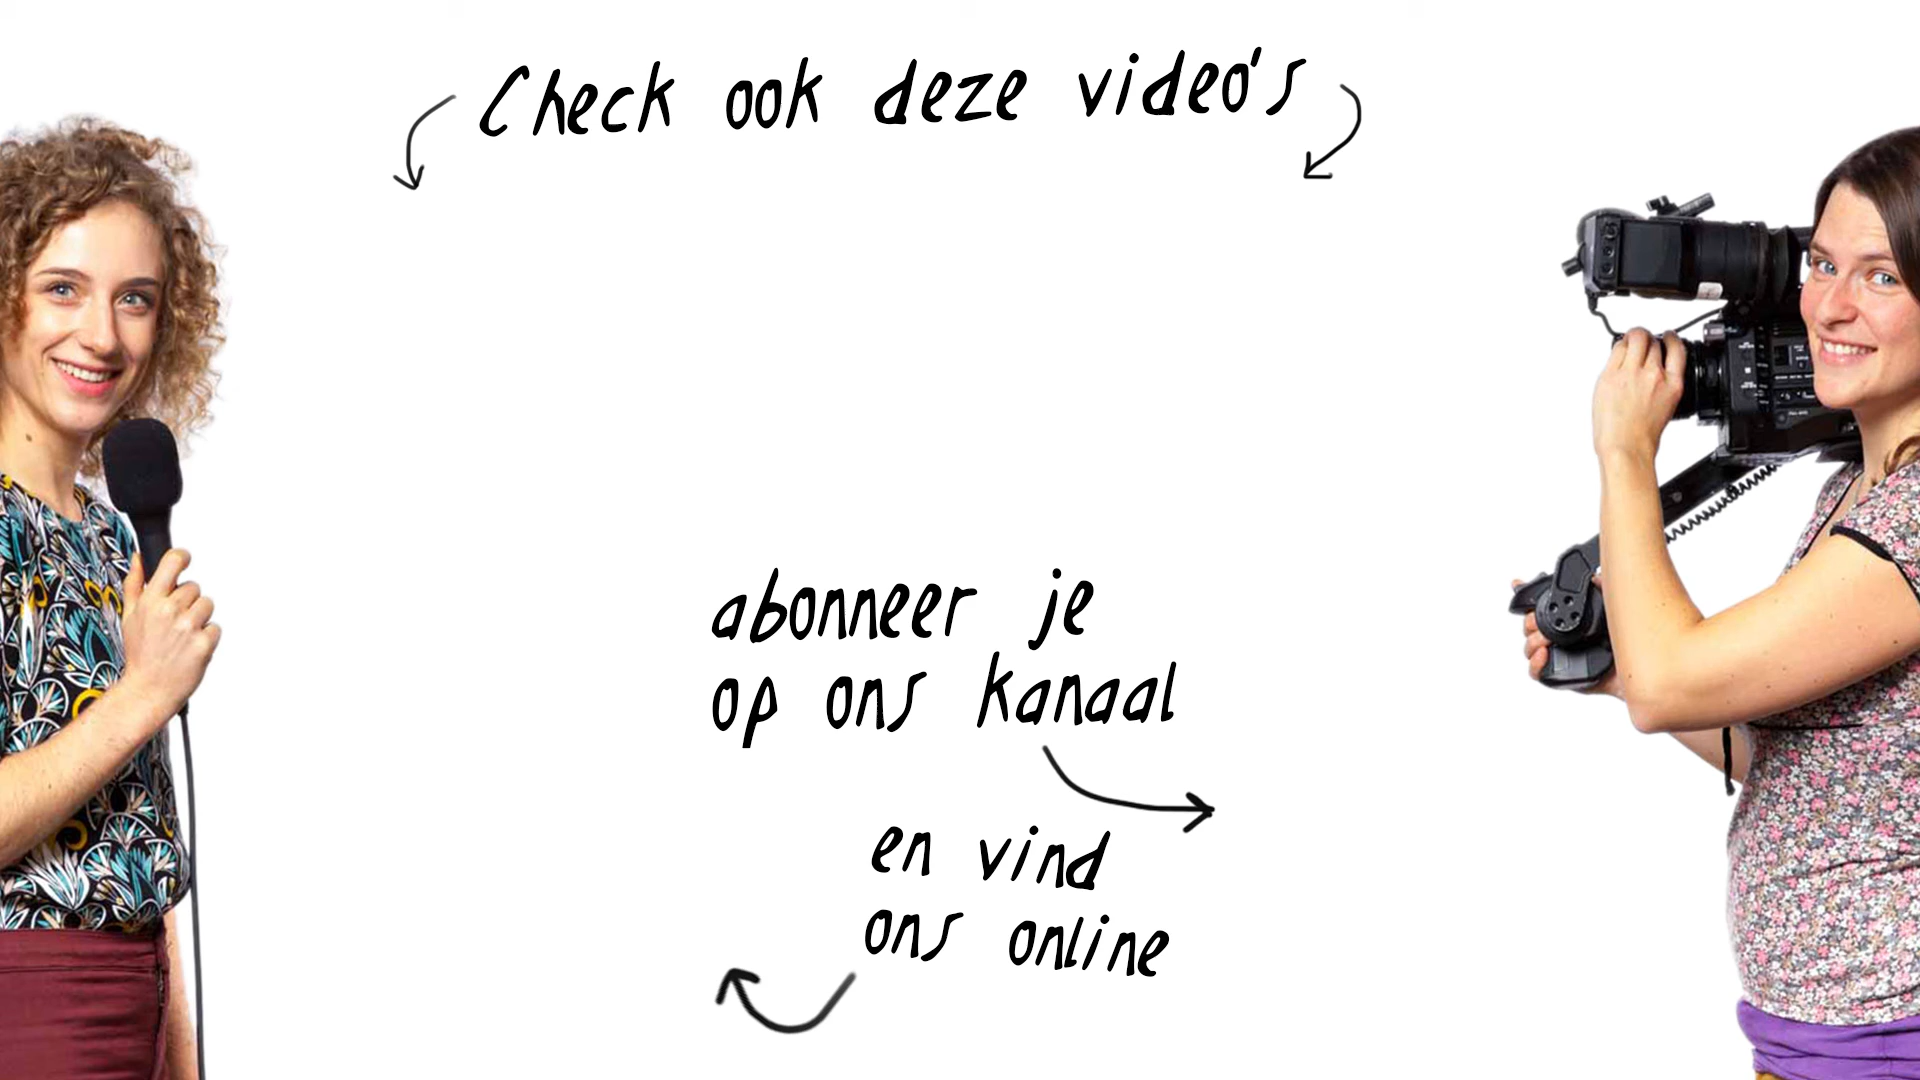 Check ook deze video's
abonneer je
op ons kanaal
en vind
ons online